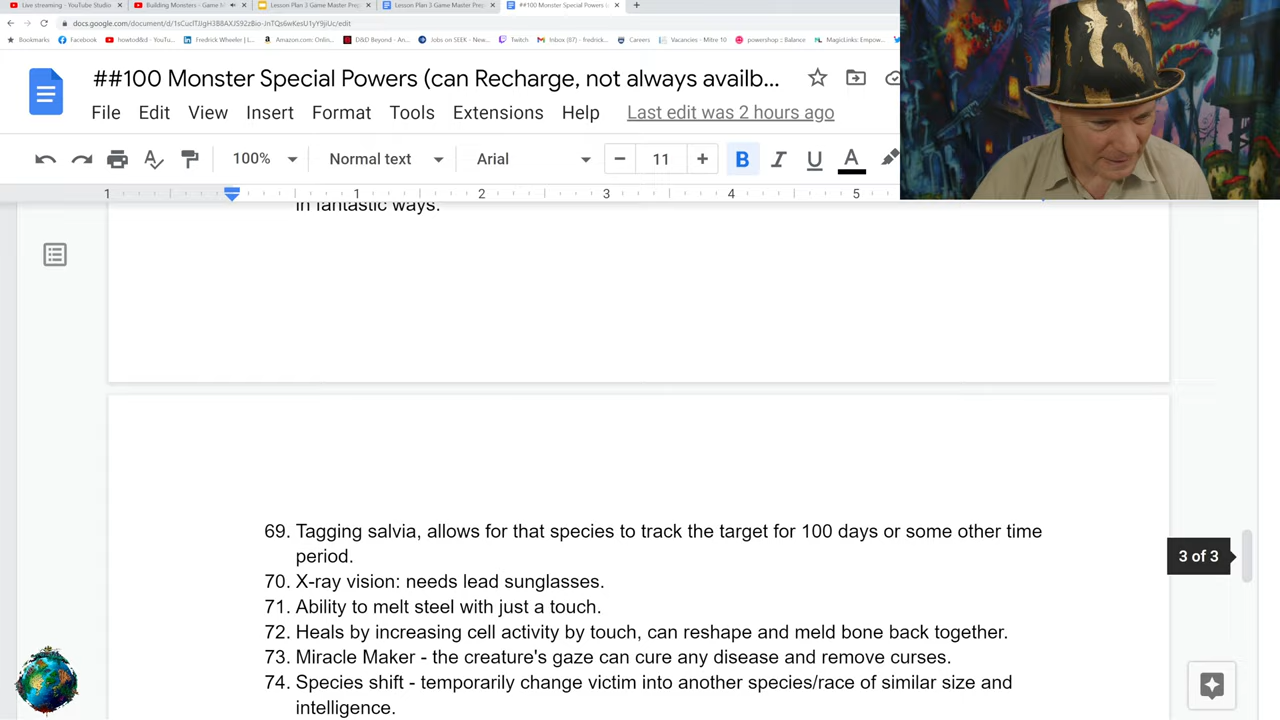 Live streaming - YouTube Studio
Building Monsters - Game M
Lesson Plan 3 Game Master Prep
Lesson Plan 3 Game Master Prep
##100 Monster Special Powers (
Bookmarks
Facebook
howtod&d - YouTu...
Fredrick Wheeler | L...
Amazon.com: Onlin...
D&D Beyond - An...
Jobs on SEEK - New...
Twitch
Inbox (87) - fredrick...
Careers
Vacancies - Mitre 10
powershop :: Balance
MagicLinks: Empow...
##100 Monster Special Powers (can Recharge, not always availb...
File Edit View Insert Format Tools Extensions Help Last edit was 2 hours ago
100% Normal text Arial − 11 + B I U A
1 1 2 3 4 5
in fantastic ways.
69. Tagging salvia, allows for that species to track the target for 100 days or some other time
period.
3 of 3
70. X-ray vision: needs lead sunglasses.
71. Ability to melt steel with just a touch.
72. Heals by increasing cell activity by touch, can reshape and meld bone back together.
73. Miracle Maker - the creature's gaze can cure any disease and remove curses.
74. Species shift - temporarily change victim into another species/race of similar size and
intelligence.